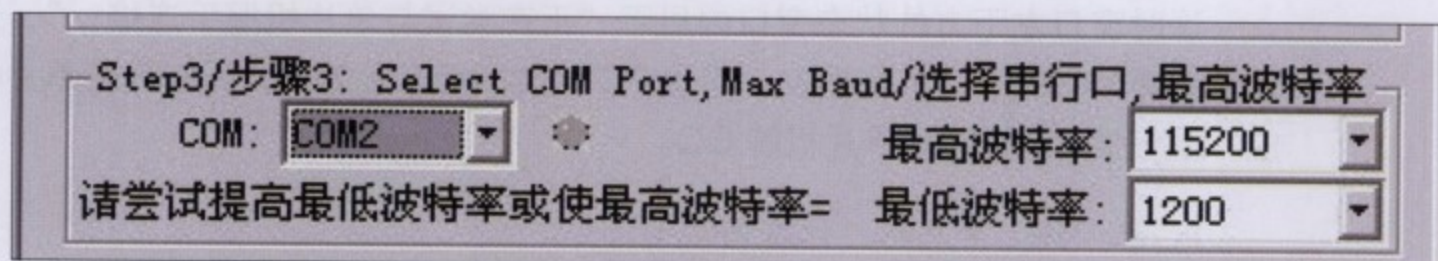 Step3/步骤3: Select COM Port,Max Baud/选择串行口,最高波特率
COM: COM2 最高波特率: 115200
请尝试提高最低波特率或使最高波特率= 最低波特率: 1200